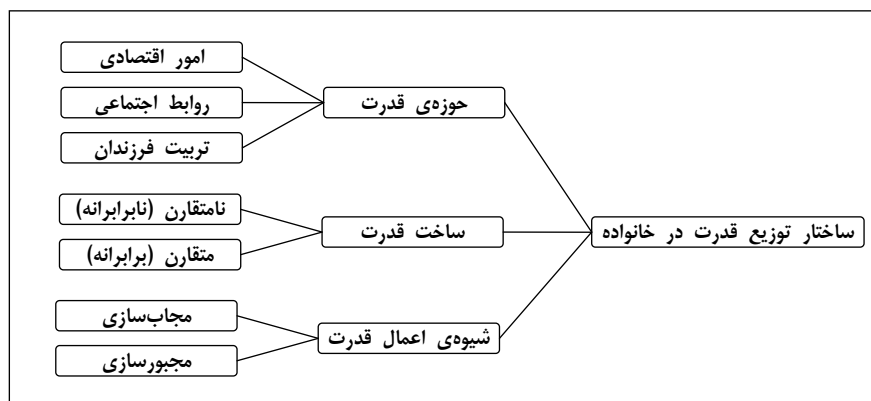 ساختار توزیع قدرت در خانواده
حوزه‌ی قدرت
امور اقتصادی
روابط اجتماعی
تربیت فرزندان
ساخت قدرت
نامتقارن (نابرابرانه)
متقارن (برابرانه)
شیوه‌ی اعمال قدرت
مجاب‌سازی
مجبورسازی